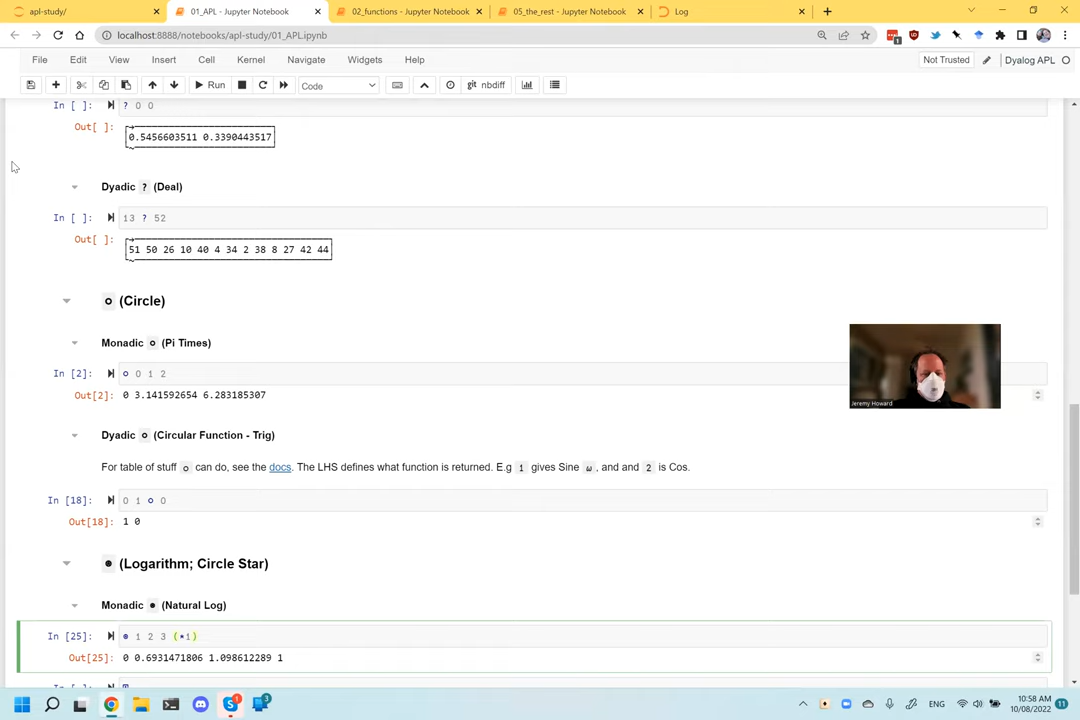 apl-study/
01_APL - Jupyter Notebook
02_functions - Jupyter Notebook
05_the_rest - Jupyter Notebook
Log
localhost:8888/notebooks/apl-study/01_APL.ipynb
File Edit View Insert Cell Kernel Navigate Widgets Help
Not Trusted
Dyalog APL
Run
Code
nbdiff
In [ ]: ? 0 0
Out[ ]: 0.5456603511 0.3390443517
Dyadic ? (Deal)
In [ ]: 13 ? 52
Out[ ]: 51 50 26 10 40 4 34 2 38 8 27 42 44
○ (Circle)
Monadic ○ (Pi Times)
In [2]: ○ 0 1 2
Out[2]: 0 3.141592654 6.283185307
Jeremy Howard
Dyadic ○ (Circular Function - Trig)
For table of stuff ○ can do, see the docs. The LHS defines what function is returned. E.g 1 gives Sine ω, and and 2 is Cos.
In [18]: 0 1 ○ 0
Out[18]: 1 0
⍟ (Logarithm; Circle Star)
Monadic ⍟ (Natural Log)
In [25]: ⍟ 1 2 3 (*1)
Out[25]: 0 0.6931471806 1.098612289 1
ENG
10:58 AM
10/08/2022